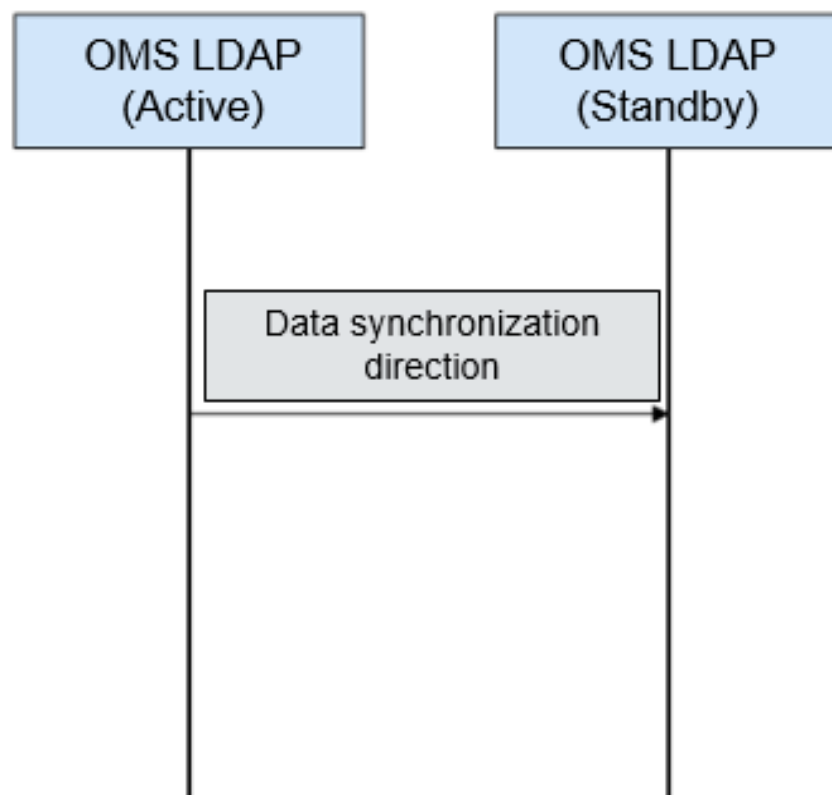 OMS LDAP
(Active)
OMS LDAP
(Standby)
Data synchronization
direction